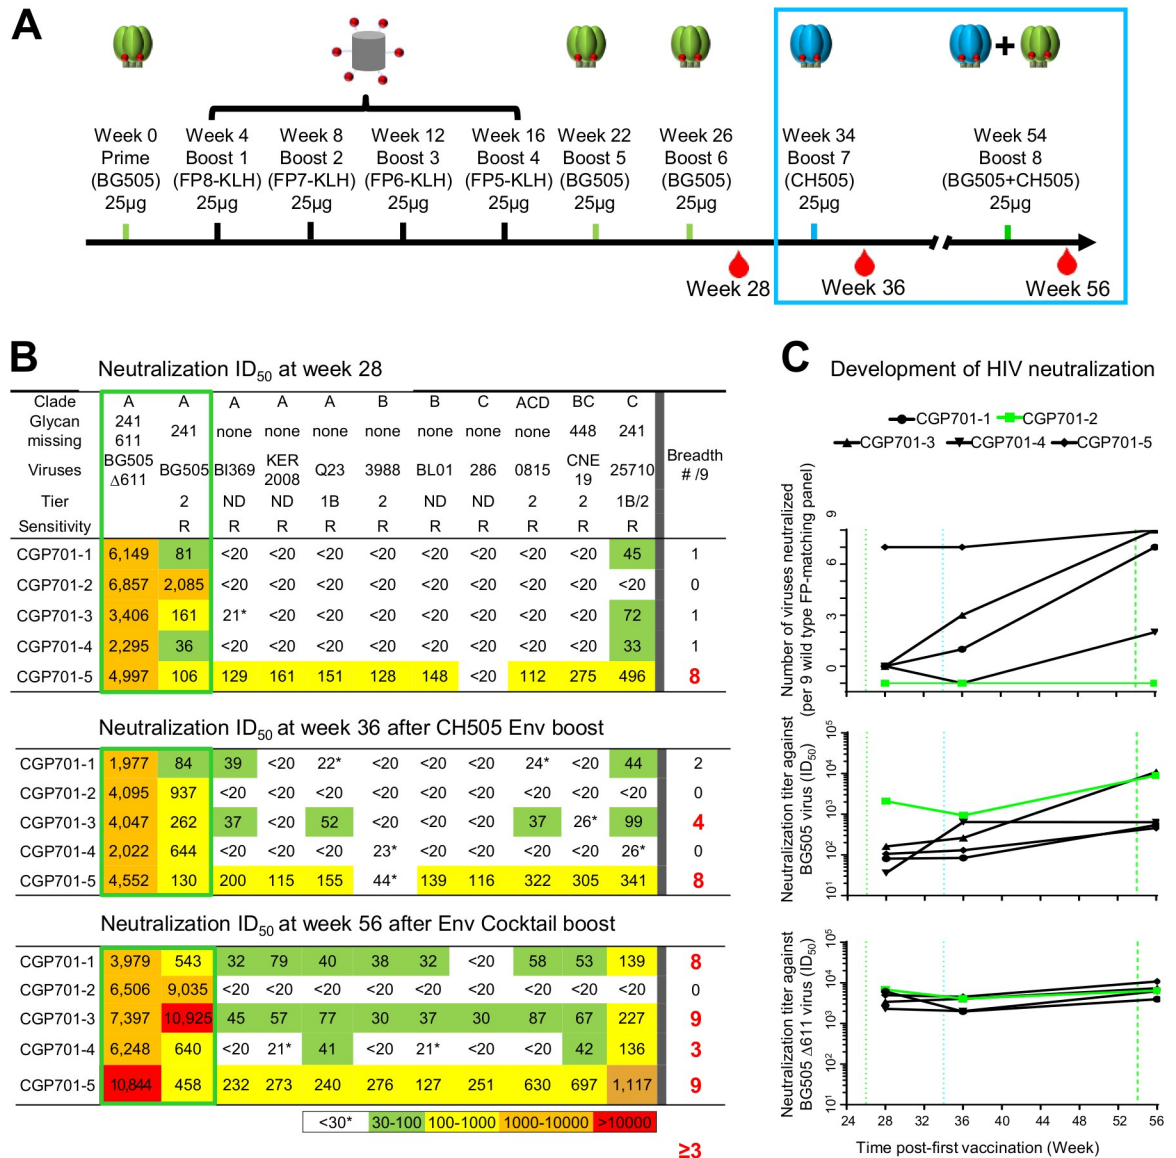 A
Week 0 Week 4 Week 8 Week 12 Week 16 Week 22 Week 26 Week 34 Week 54
Prime Boost 1 Boost 2 Boost 3 Boost 4 Boost 5 Boost 6 Boost 7 Boost 8
(BG505) (FP8-KLH) (FP7-KLH) (FP6-KLH) (FP5-KLH) (BG505) (BG505) (CH505) (BG505+CH505)
25µg 25µg 25µg 25µg 25µg 25µg 25µg 25µg 25µg
Week 28 Week 36 Week 56
B
Neutralization ID50 at week 28
Clade A A A A A B B C ACD BC C
Glycan missing 241 611 241 none none none none none none none 448 241
Viruses BG505 Δ611 BG505 BI369 KER 2008 Q23 3988 BL01 286 0815 CNE 19 25710 Breadth # /9
Tier 2 ND ND 1B 2 ND ND 2 2 1B/2
Sensitivity R R R R R R R R R R
CGP701-1 6,149 81 <20 <20 <20 <20 <20 <20 <20 <20 45 1
CGP701-2 6,857 2,085 <20 <20 <20 <20 <20 <20 <20 <20 <20 0
CGP701-3 3,406 161 21* <20 <20 <20 <20 <20 <20 <20 72 1
CGP701-4 2,295 36 <20 <20 <20 <20 <20 <20 <20 <20 33 1
CGP701-5 4,997 106 129 161 151 128 148 <20 112 275 496 8
Neutralization ID50 at week 36 after CH505 Env boost
CGP701-1 1,977 84 39 <20 22* <20 <20 <20 24* <20 44 2
CGP701-2 4,095 937 <20 <20 <20 <20 <20 <20 <20 <20 <20 0
CGP701-3 4,047 262 37 <20 52 <20 <20 <20 37 26* 99 4
CGP701-4 2,022 644 <20 <20 <20 23* <20 <20 <20 <20 26* 0
CGP701-5 4,552 130 200 115 155 44* 139 116 322 305 341 8
Neutralization ID50 at week 56 after Env Cocktail boost
CGP701-1 3,979 543 32 79 40 38 32 <20 58 53 139 8
CGP701-2 6,506 9,035 <20 <20 <20 <20 <20 <20 <20 <20 <20 0
CGP701-3 7,397 10,925 45 57 77 30 37 30 87 67 227 9
CGP701-4 6,248 640 <20 21* 41 <20 21* <20 <20 42 136 3
CGP701-5 10,844 458 232 273 240 276 127 251 630 697 1,117 9
<30* 30-100 100-1000 1000-10000 >10000
≥3
C
Development of HIV neutralization
CGP701-1 CGP701-2
CGP701-3 CGP701-4 CGP701-5
Number of viruses neutralized
(per 9 wild type FP-matching panel)
9
6
3
0
Neutralization titer against
BG505 virus (ID50)
10^5
10^4
10^3
10^2
10^1
Neutralization titer against
BG505 Δ611 virus (ID50)
10^5
10^4
10^3
10^2
10^1
24 28 32 36 40 44 48 52 56
Time post-first vaccination (Week)